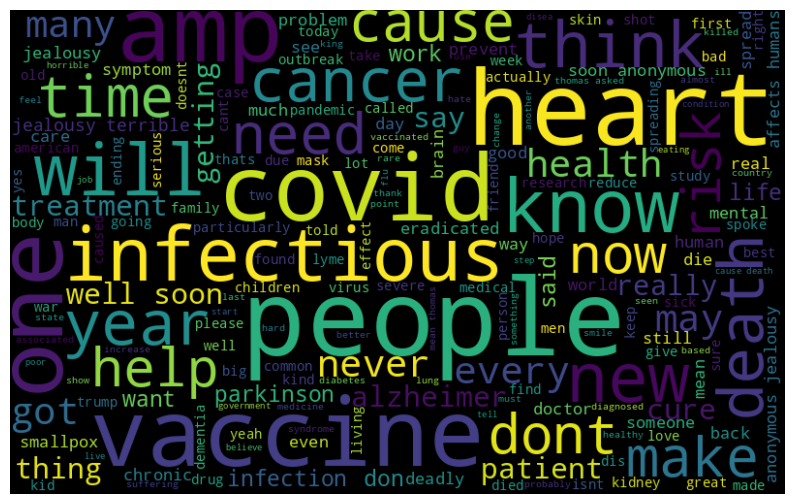 many
amp
cause
think
problem
today
see
work
prevent
skin
shot
first
spread
right
humans
jealousy
outbreak
take
week
bad
disea
king
killed
horrible
old
symptom
doesnt
cancer
soon anonymous
actually
thomas asked
almost
ill
time
getting
much
pandemic
called
case
cant
day
say
hate
condition
feel
jealousy terrible
care
american
serious
thats
due
mask
come
vaccinated
rare
flu
brain
good
change
another
guy
eating
spreading
affects
heart
need
health
risk
real
will
ending
yes
job
lot
two
thank
point
friend
research
reduce
study
country
life
treatment
covid
know
mental
body
man
going
family
particularly
told
effect
eradicated
way
hope
human
die
spoke
best
one
infectious
now
caused
found
lyme
said
world
sick
cause death
death
well soon
children
virus
severe
medical
person
men
really
may
war
state
last
start
please
well
hard
better
step
something
smile
keep
seen
still
sure
year
people
new
associated
poor
increase
help
never
every
mean thomas
give
based
mean
anonymous jealousy
show
big
common
kind
diabetes
lung
find
got
want
parkinson
alzheimer
cure
trump
government
medicine
must
doctor
diagnosed
someone
smallpox
dementia
yeah
even
living
syndrome
believe
tell
healthy
love
back
vaccine
dont
make
thing
live
chronic
infection
don
deadly
patient
dis
kid
suffering
drug
died
probably
isnt
kidney
great
made